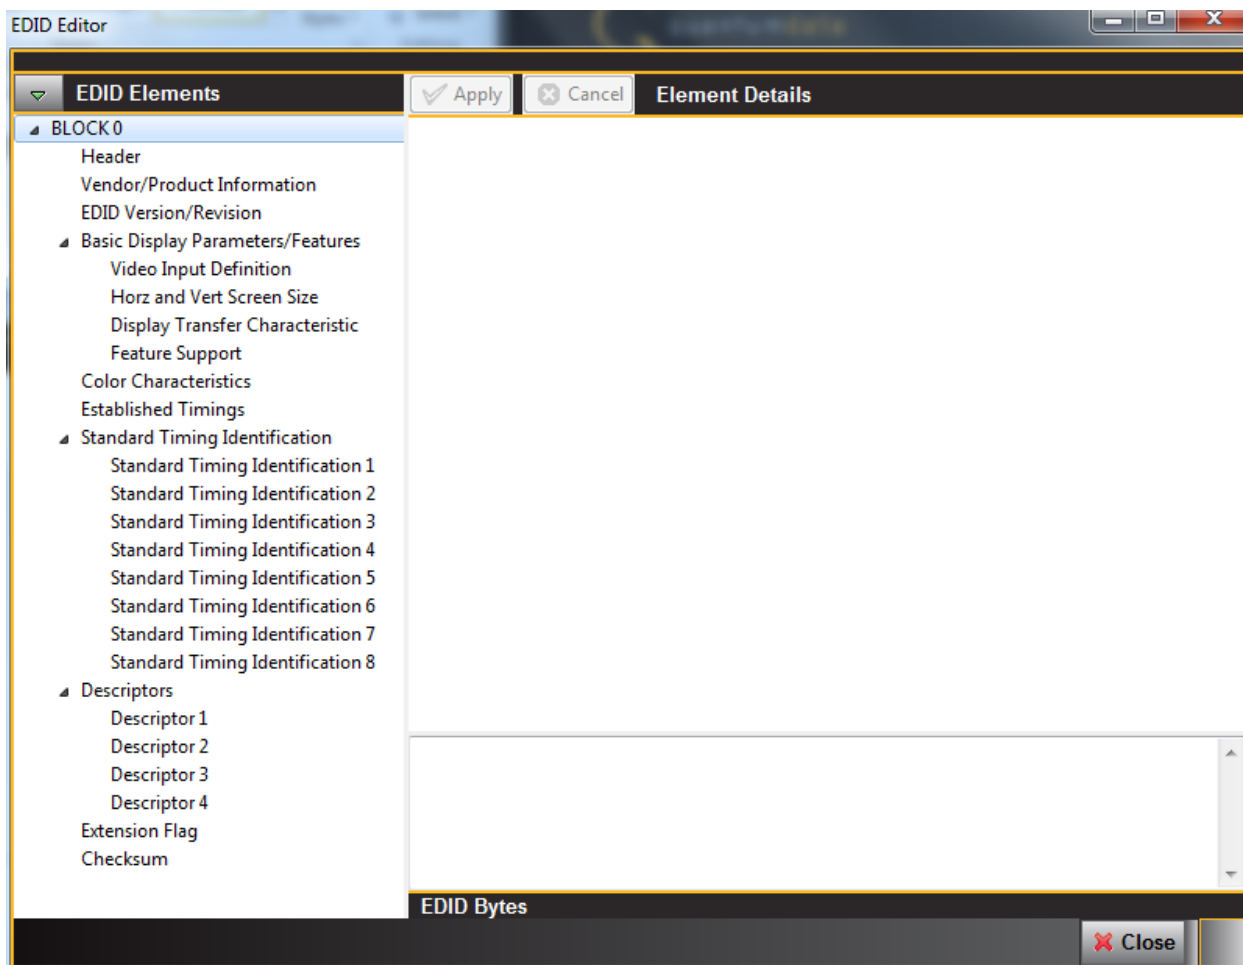 EDID Editor
EDID Elements
Apply
Cancel
Element Details
BLOCK 0
Header
Vendor/Product Information
EDID Version/Revision
Basic Display Parameters/Features
Video Input Definition
Horz and Vert Screen Size
Display Transfer Characteristic
Feature Support
Color Characteristics
Established Timings
Standard Timing Identification
Standard Timing Identification 1
Standard Timing Identification 2
Standard Timing Identification 3
Standard Timing Identification 4
Standard Timing Identification 5
Standard Timing Identification 6
Standard Timing Identification 7
Standard Timing Identification 8
Descriptors
Descriptor 1
Descriptor 2
Descriptor 3
Descriptor 4
Extension Flag
Checksum
EDID Bytes
Close